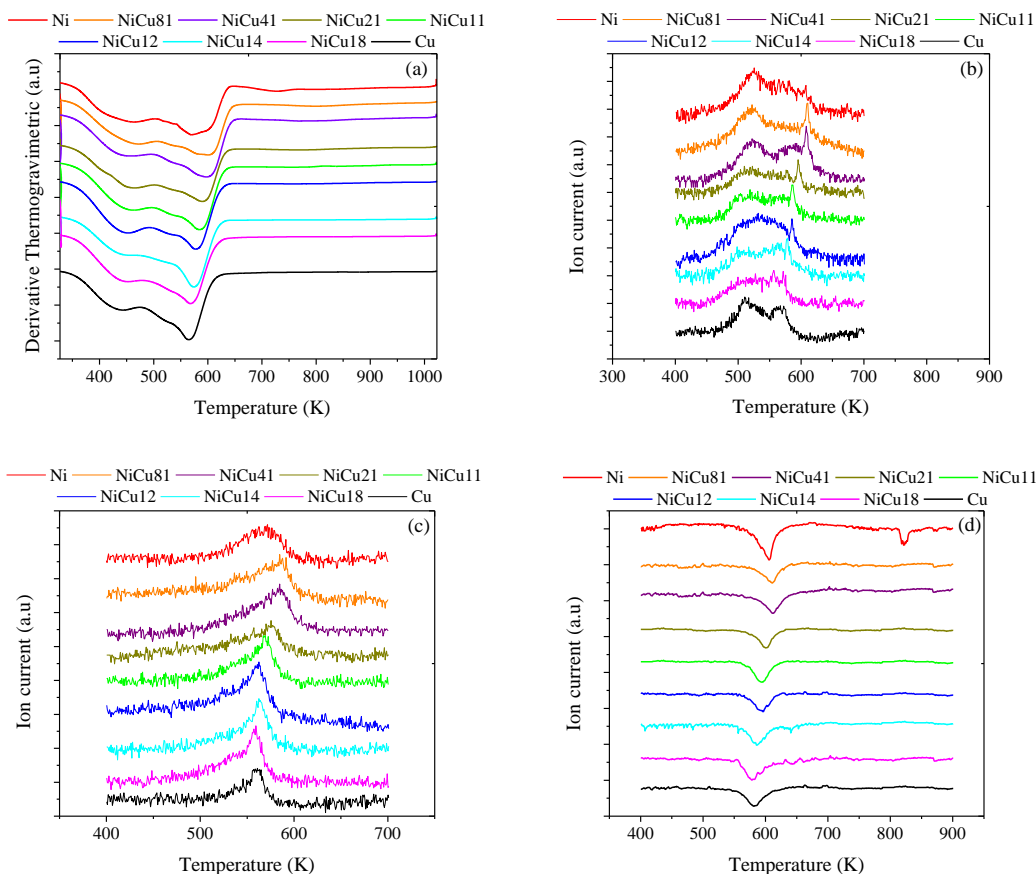 Ni NiCu81 NiCu41 NiCu21 NiCu11
NiCu12 NiCu14 NiCu18 Cu
(a)
Derivative Thermogravimetric (a.u)
400 500 600 700 800 900 1000
Temperature (K)
Ni NiCu81 NiCu41 NiCu21 NiCu11
NiCu12 NiCu14 NiCu18 Cu
(b)
Ion current (a.u)
300 400 500 600 700 800 900
Temperature (K)
Ni NiCu81 NiCu41 NiCu21 NiCu11
NiCu12 NiCu14 NiCu18 Cu
(c)
Ion current (a.u)
400 500 600 700
Temperature (K)
Ni NiCu81 NiCu41 NiCu21 NiCu11
NiCu12 NiCu14 NiCu18 Cu
(d)
Ion current (a.u)
400 500 600 700 800 900
Temperature (K)